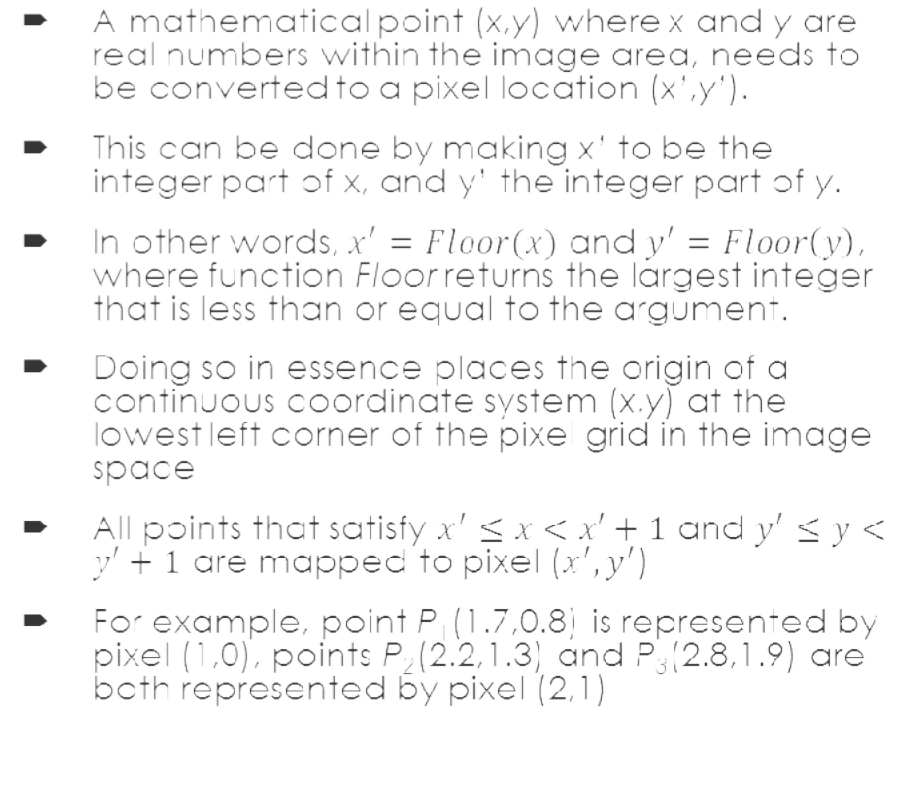 A mathematical point (x,y) where x and y are
real numbers within the image area, needs to
be converted to a pixel location (x',y').
This can be done by making x' to be the
integer part of x, and y' the integer part of y.
In other words, x′ = Floor(x) and y′ = Floor(y),
where function Floor returns the largest integer
that is less than or equal to the argument.
Doing so in essence places the origin of a
continuous coordinate system (x,y) at the
lowest left corner of the pixel grid in the image
space
All points that satisfy x′ ≤ x < x′ + 1 and y′ ≤ y <
y′ + 1 are mapped to pixel (x′, y′)
For example, point P₁(1.7,0.8) is represented by
pixel (1,0), points P₂(2.2,1.3) and P₃(2.8,1.9) are
both represented by pixel (2,1)